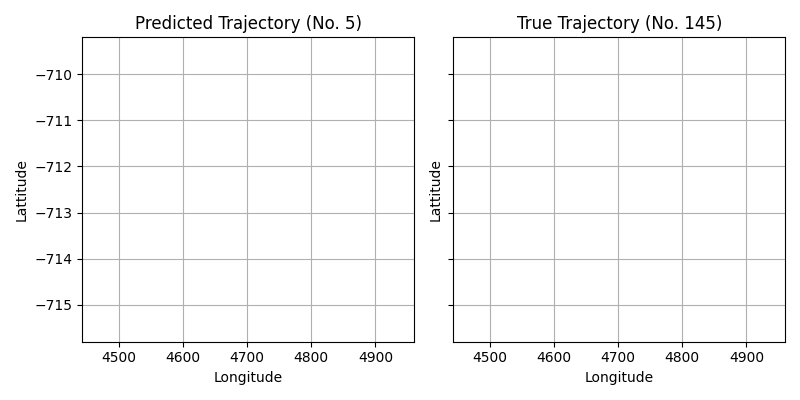 Predicted Trajectory (No. 5)
True Trajectory (No. 145)
Lattitude
−710
−711
−712
−713
−714
−715
4500 4600 4700 4800 4900
Longitude
Lattitude
4500 4600 4700 4800 4900
Longitude